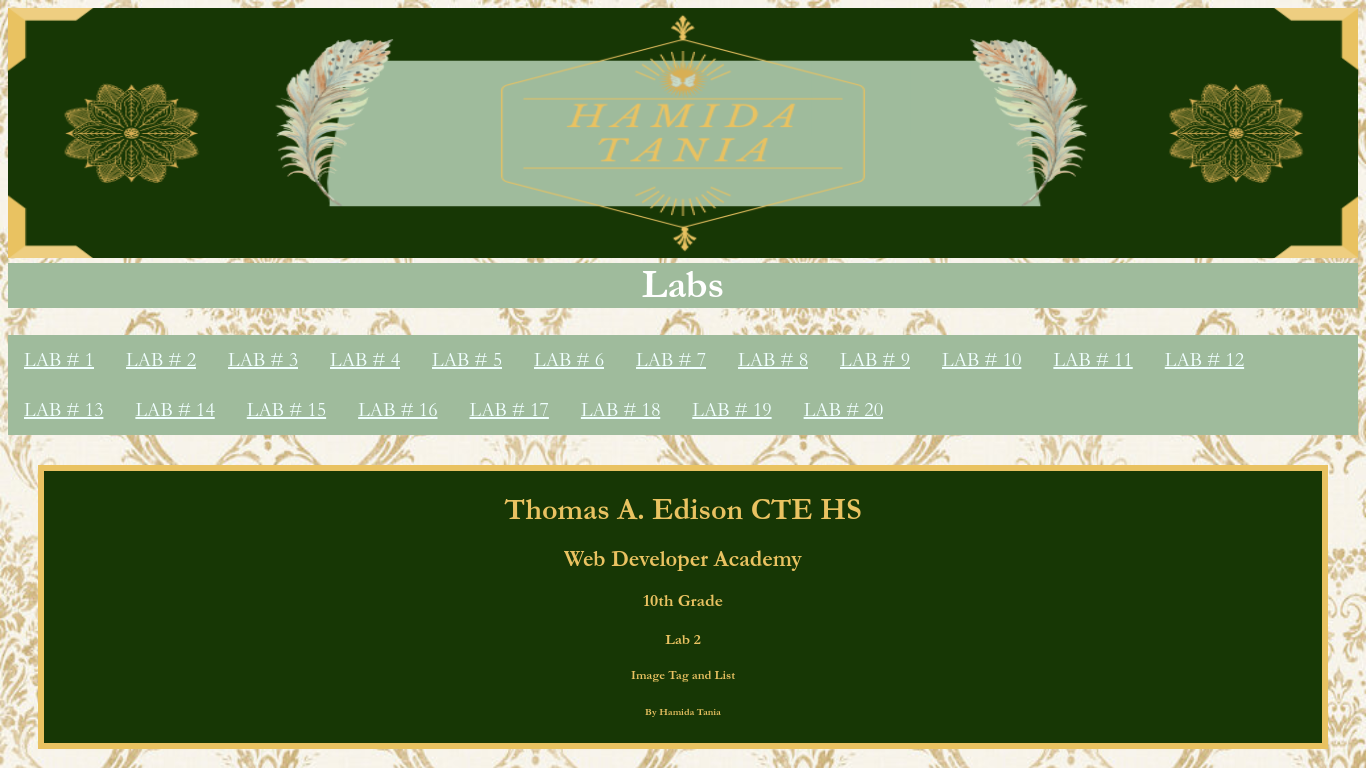 HAMIDA
TANIA
Labs
LAB # 1 LAB # 2 LAB # 3 LAB # 4 LAB # 5 LAB # 6 LAB # 7 LAB # 8 LAB # 9 LAB # 10 LAB # 11 LAB # 12
LAB # 13 LAB # 14 LAB # 15 LAB # 16 LAB # 17 LAB # 18 LAB # 19 LAB # 20
Thomas A. Edison CTE HS
Web Developer Academy
10th Grade
Lab 2
Image Tag and List
By Hamida Tania